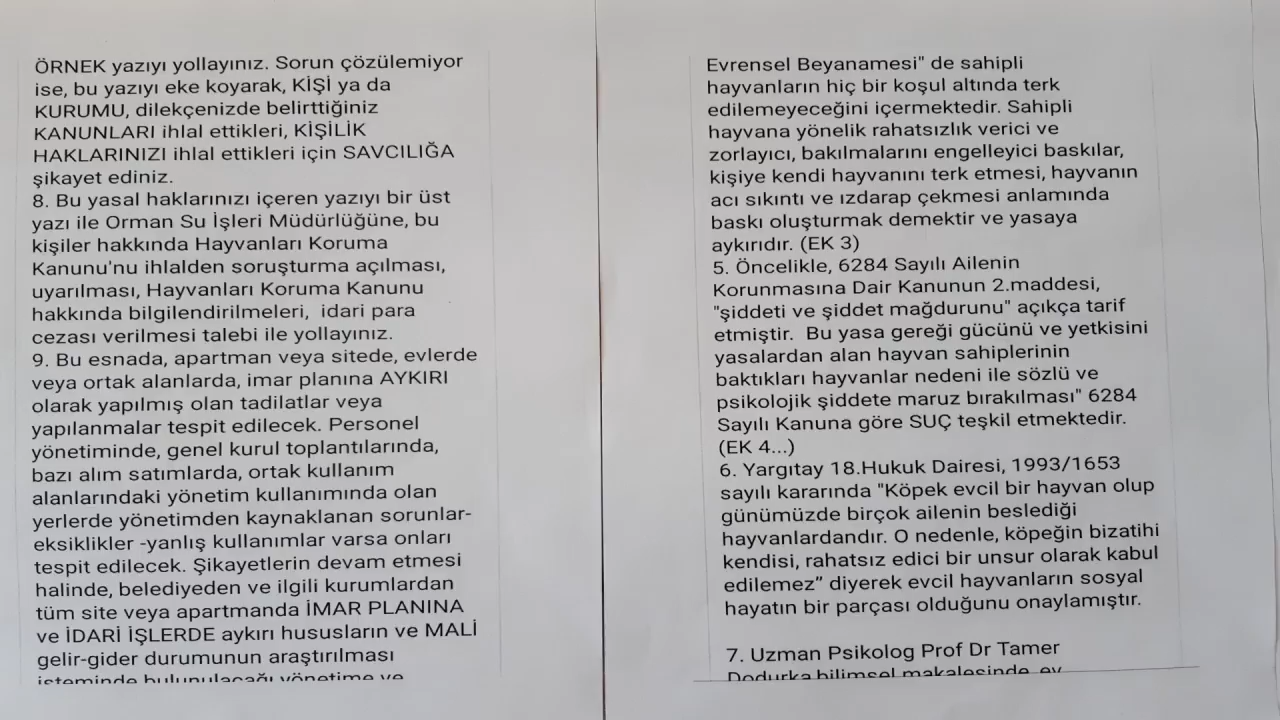 ÖRNEK yazıyı yollayınız. Sorun çözülemiyor
ise, bu yazıyı eke koyarak, KİŞİ ya da
KURUMU, dilekçenizde belirttiğiniz
KANUNLARI ihlal ettikleri, KİŞİLİK
HAKLARINIZI ihlal ettikleri için SAVCILIĞA
şikayet ediniz.
8. Bu yasal haklarınızı içeren yazıyı bir üst
yazı ile Orman Su İşleri Müdürlüğüne, bu
kişiler hakkında Hayvanları Koruma
Kanunu'nu ihlalden soruşturma açılması,
uyarılması, Hayvanları Koruma Kanunu
hakkında bilgilendirilmeleri, idari para
cezası verilmesi talebi ile yollayınız.
9. Bu esnada, apartman veya sitede, evlerde
veya ortak alanlarda, imar planına AYKIRI
olarak yapılmış olan tadilatlar veya
yapılanmalar tespit edilecek. Personel
yönetiminde, genel kurul toplantılarında,
bazı alım satımlarda, ortak kullanım
alanlarındaki yönetim kullanımında olan
yerlerde yönetimden kaynaklanan sorunlar-
eksiklikler -yanlış kullanımlar varsa onları
tespit edilecek. Şikayetlerin devam etmesi
halinde, belediyeden ve ilgili kurumlardan
tüm site veya apartmanda İMAR PLANINA
ve İDARİ İŞLERDE aykırı hususların ve MALİ
gelir-gider durumunun araştırılması
isteminde bulunulacağı yönetime ve
Evrensel Beyanamesi" de sahipli
hayvanların hiç bir koşul altında terk
edilemeyeceğini içermektedir. Sahipli
hayvana yönelik rahatsızlık verici ve
zorlayıcı, bakılmalarını engelleyici baskılar,
kişiye kendi hayvanını terk etmesi, hayvanın
acı sıkıntı ve ızdarap çekmesi anlamında
baskı oluşturmak demektir ve yasaya
aykırıdır. (EK 3)
5. Öncelikle, 6284 Sayılı Ailenin
Korunmasına Dair Kanunun 2.maddesi,
"şiddeti ve şiddet mağdurunu" açıkça tarif
etmiştir. Bu yasa gereği gücünü ve yetkisini
yasalardan alan hayvan sahiplerinin
baktıkları hayvanlar nedeni ile sözlü ve
psikolojik şiddete maruz bırakılması" 6284
Sayılı Kanuna göre SUÇ teşkil etmektedir.
(EK 4...)
6. Yargıtay 18.Hukuk Dairesi, 1993/1653
sayılı kararında "Köpek evcil bir hayvan olup
günümüzde birçok ailenin beslediği
hayvanlardandır. O nedenle, köpeğin bizatihi
kendisi, rahatsız edici bir unsur olarak kabul
edilemez” diyerek evcil hayvanların sosyal
hayatın bir parçası olduğunu onaylamıştır.
7. Uzman Psikolog Prof Dr Tamer
Dodurka bilimsel makalesinde, ev